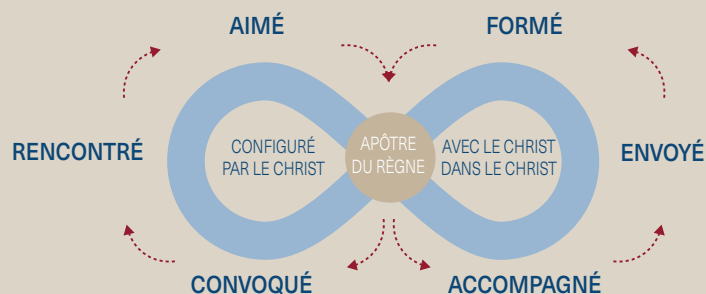 AIMÉ
FORMÉ
RENCONTRÉ
CONFIGURÉ
PAR LE CHRIST
APÔTRE
DU RÈGNE
AVEC LE CHRIST
DANS LE CHRIST
ENVOYÉ
CONVOQUÉ
ACCOMPAGNÉ